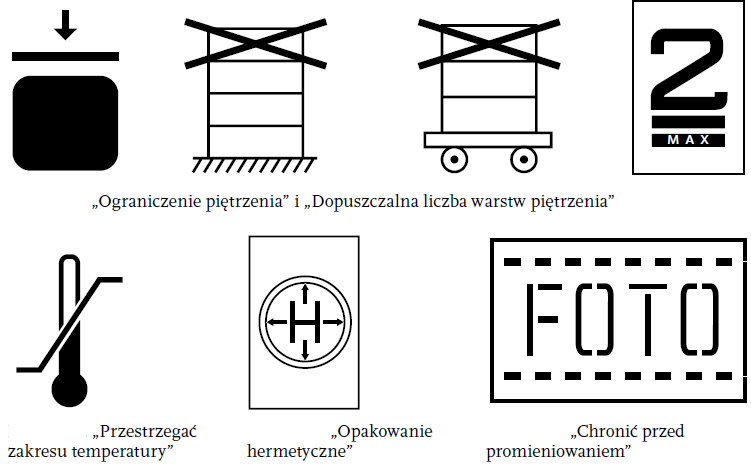 2
MAX
„Ograniczenie piętrzenia” i „Dopuszczalna liczba warstw piętrzenia”
H
FOTO
„Przestrzegać
zakresu temperatury”
„Opakowanie
hermetyczne”
„Chronić przed
promieniowaniem”